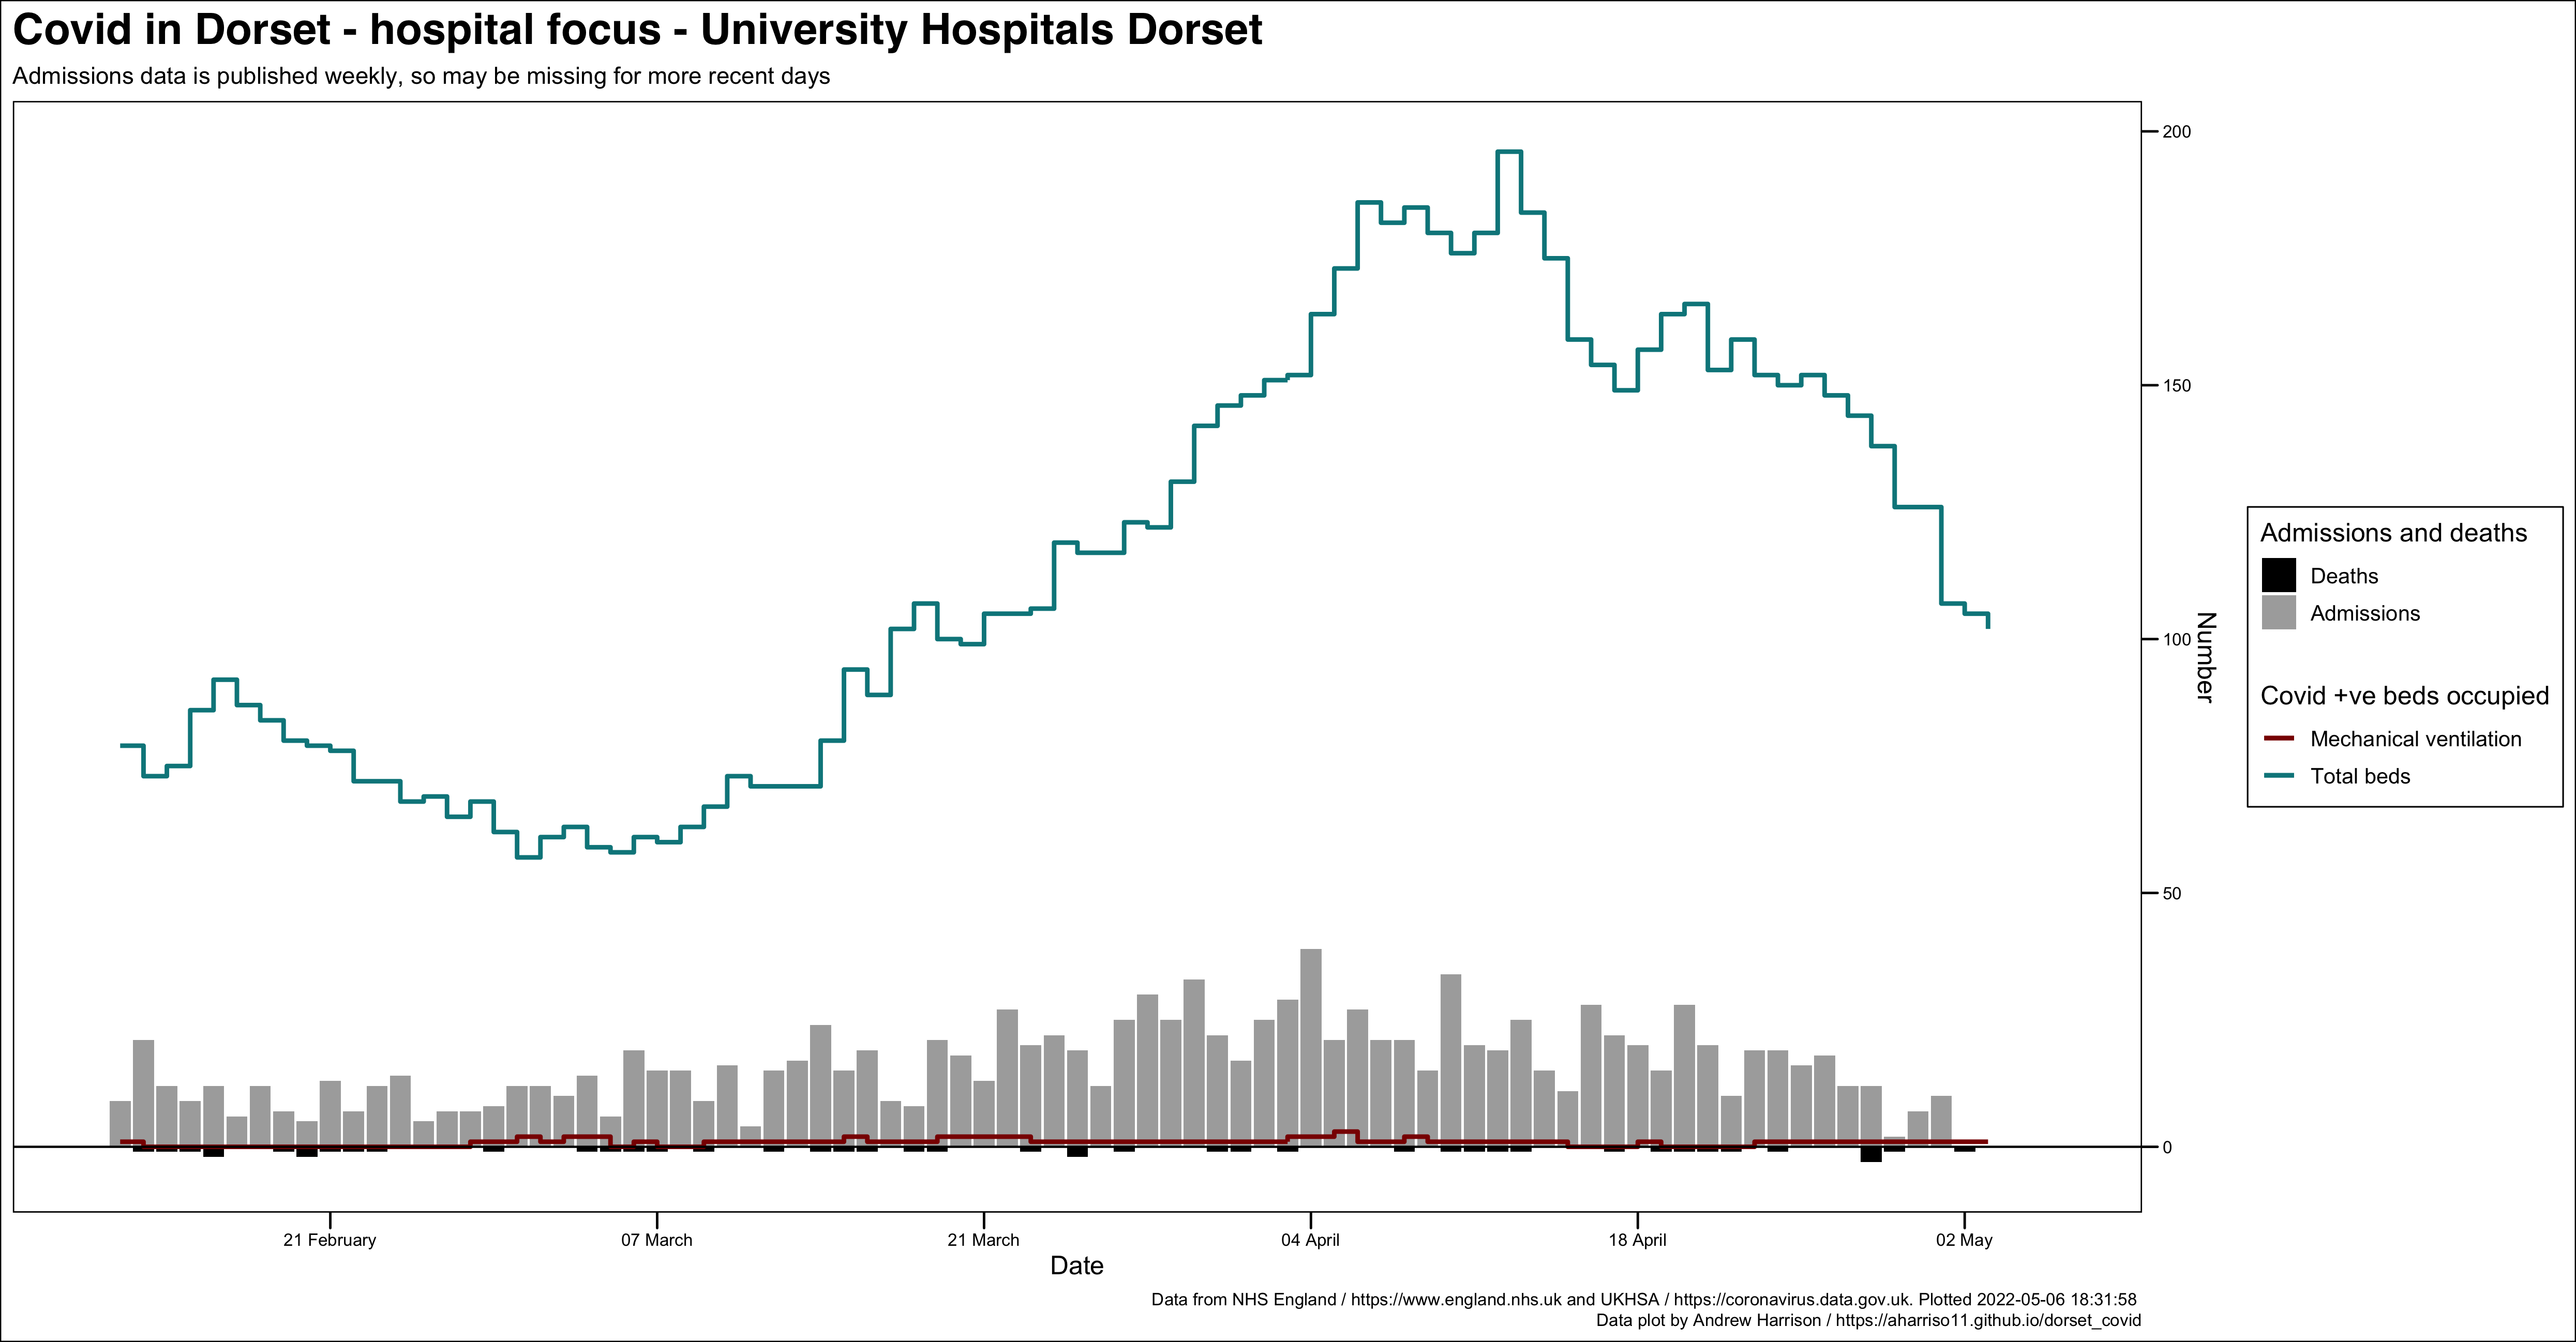 Covid in Dorset - hospital focus - University Hospitals Dorset
Admissions data is published weekly, so may be missing for more recent days
200
150
100
50
0
Number
Admissions and deaths
Deaths
Admissions
Covid +ve beds occupied
Mechanical ventilation
Total beds
21 February
07 March
21 March
04 April
18 April
02 May
Date
Data from NHS England / https://www.england.nhs.uk and UKHSA / https://coronavirus.data.gov.uk. Plotted 2022-05-06 18:31:58
Data plot by Andrew Harrison / https://aharriso11.github.io/dorset_covid